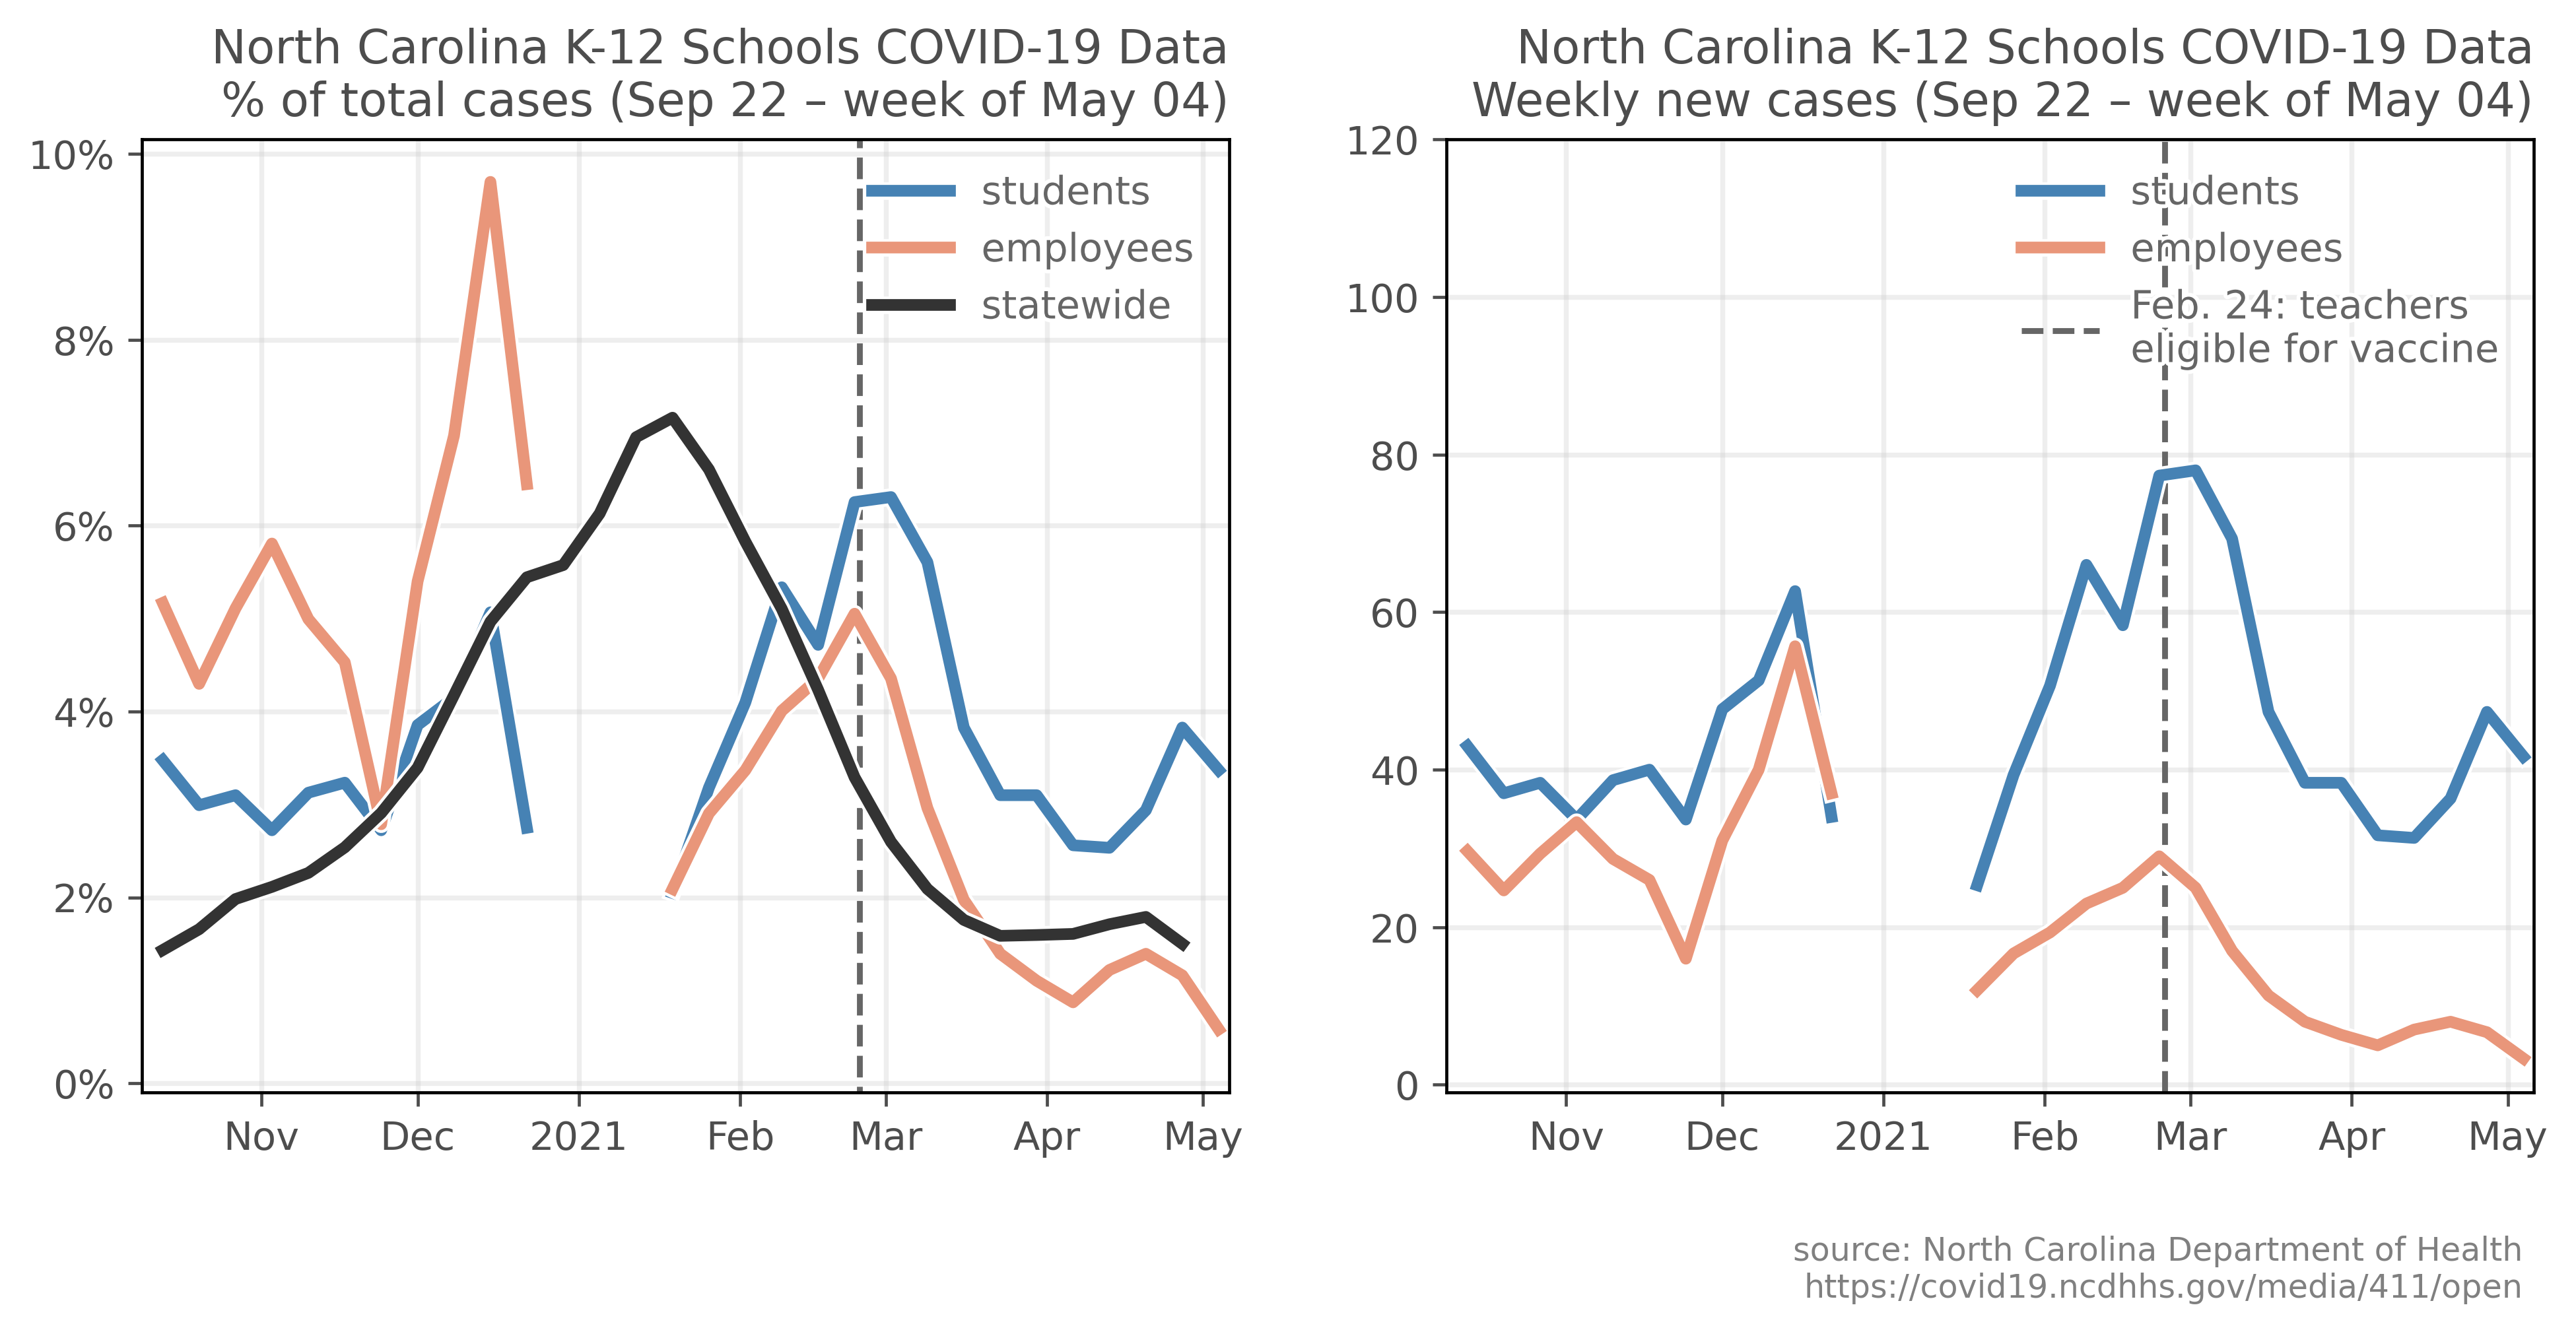 North Carolina K-12 Schools COVID-19 Data
% of total cases (Sep 22 – week of May 04)
10%
8%
6%
4%
2%
0%
students
employees
statewide
Nov
Dec
2021
Feb
Mar
Apr
May
North Carolina K-12 Schools COVID-19 Data
Weekly new cases (Sep 22 – week of May 04)
120
100
80
60
40
20
0
students
employees
Feb. 24: teachers
eligible for vaccine
Nov
Dec
2021
Feb
Mar
Apr
May
source: North Carolina Department of Health
https://covid19.ncdhhs.gov/media/411/open